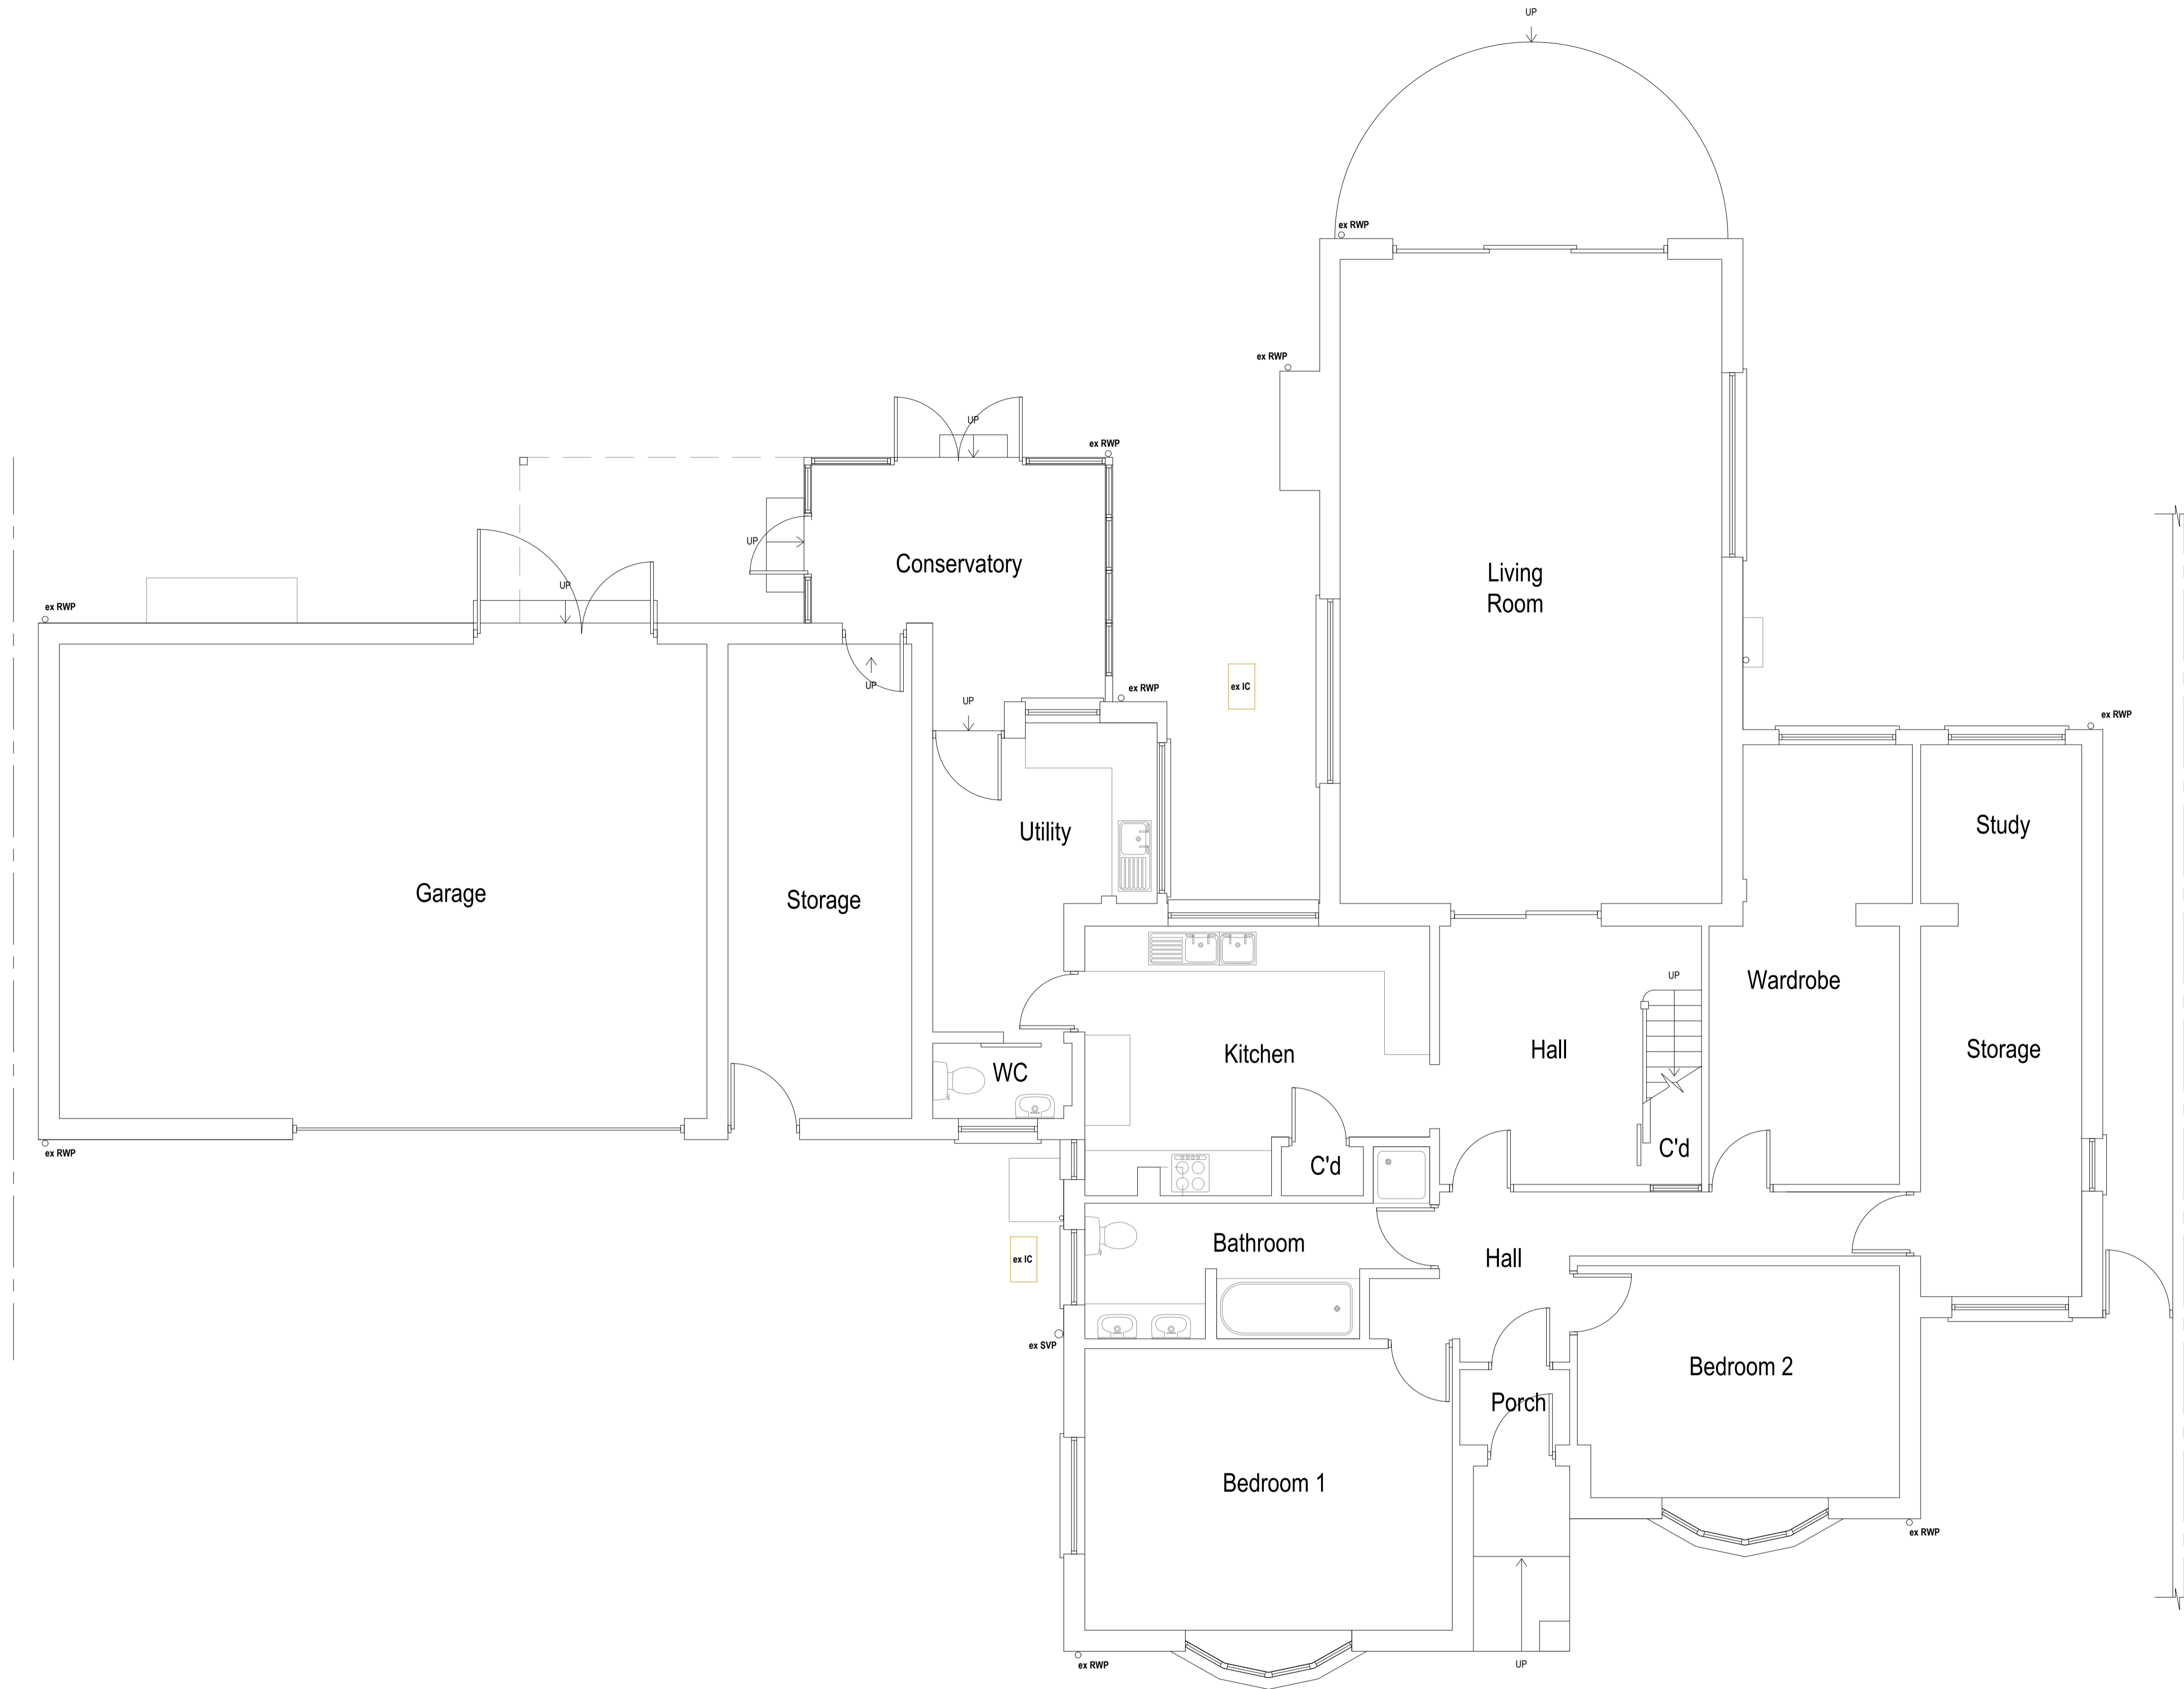 UP
ex RWP
ex RWP
UP
ex RWP
UP
Conservatory
Living
Room
UP
ex RWP
ex IC
UP
ex RWP
UP
ex RWP
Study
Utility
Garage
Storage
UP
Wardrobe
Kitchen
Hall
Storage
WC
ex RWP
C'd
C'd
Bathroom
Hall
ex IC
ex SVP
Bedroom 2
Porch
Bedroom 1
ex RWP
ex RWP
UP